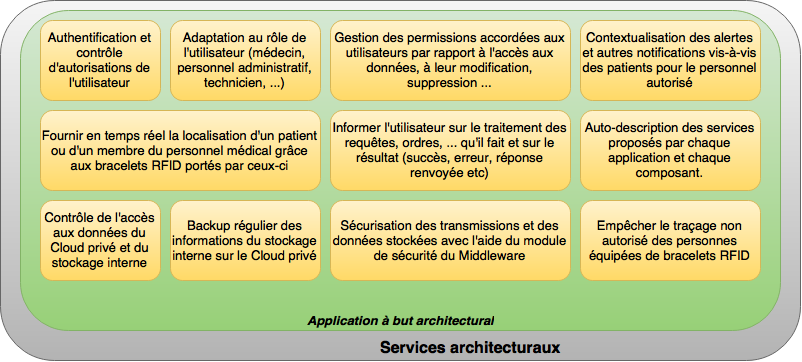 Authentification et
contrôle
d'autorisations de
l'utilisateur
Adaptation au rôle de
l'utilisateur (médecin,
personnel administratif,
technicien, ...)
Gestion des permissions accordées aux
utilisateurs par rapport à l'accès aux
données, à leur modification,
suppression ...
Contextualisation des alertes
et autres notifications vis-à-vis
des patients pour le personnel
autorisé
Fournir en temps réel la localisation d'un patient
ou d'un membre du personnel médical grâce
aux bracelets RFID portés par ceux-ci
Informer l'utilisateur sur le traitement des
requêtes, ordres, ... qu'il fait et sur le
résultat (succès, erreur, réponse
renvoyée etc)
Auto-description des services
proposés par chaque
application et chaque
composant.
Contrôle de l'accès
aux données du
Cloud privé et du
stockage interne
Backup régulier des
informations du stockage
interne sur le Cloud privé
Sécurisation des transmissions et des
données stockées avec l'aide du module
de sécurité du Middleware
Empêcher le traçage non
autorisé des personnes
équipées de bracelets RFID
Application à but architectural
Services architecturaux